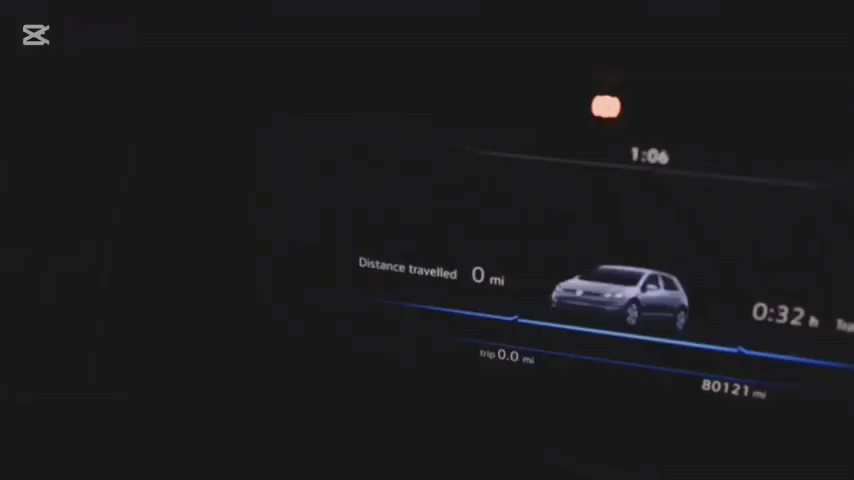 1:06
Distance travelled 0 mi
0:32 h
trip 0.0 mi
80121 mi